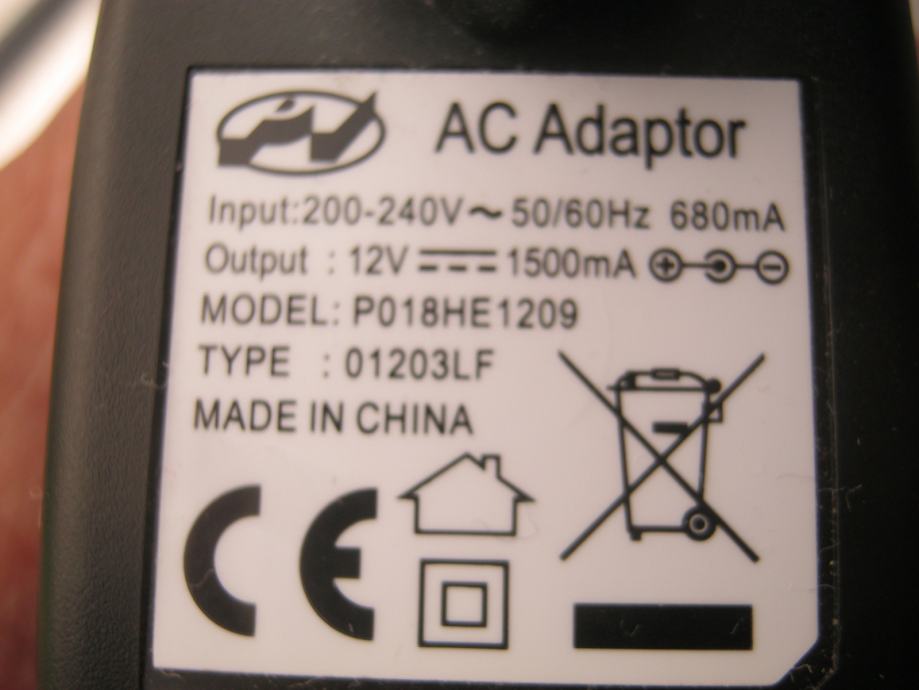 AC Adaptor
Input:200-240V～50/60Hz 680mA
Output : 12V ⎓ 1500mA
MODEL: P018HE1209
TYPE : 01203LF
MADE IN CHINA
CE